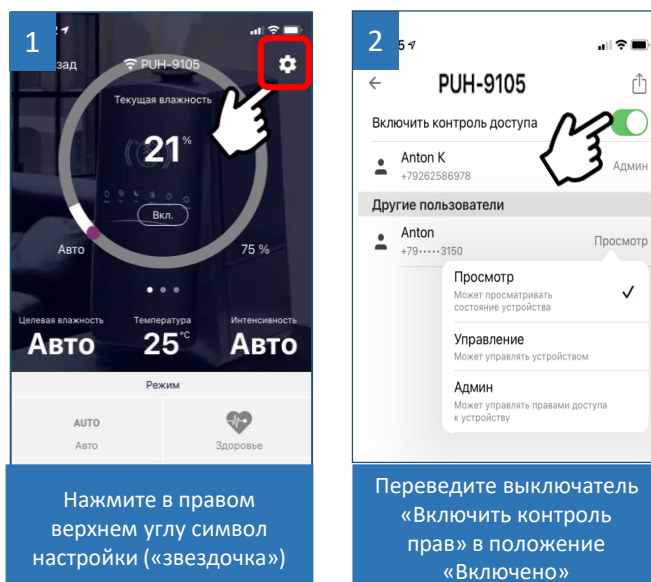 1
зад
PUH-9105
Текущая влажность
21%
Вкл.
Авто
75 %
Целевая влажность
Температура
Интенсивность
Авто
25°C
Авто
Режим
AUTO
Авто
Здоровье
Нажмите в правом
верхнем углу символ
настройки («звездочка»)
2
PUH-9105
Включить контроль доступа
Anton K
+79262586978
Админ
Другие пользователи
Anton
+79·····3150
Просмотр
Просмотр
Может просматривать
состояние устройства
Управление
Может управлять устройством
Админ
Может управлять правами доступа
к устройству
Переведите выключатель
«Включить контроль
прав» в положение
«Включено»